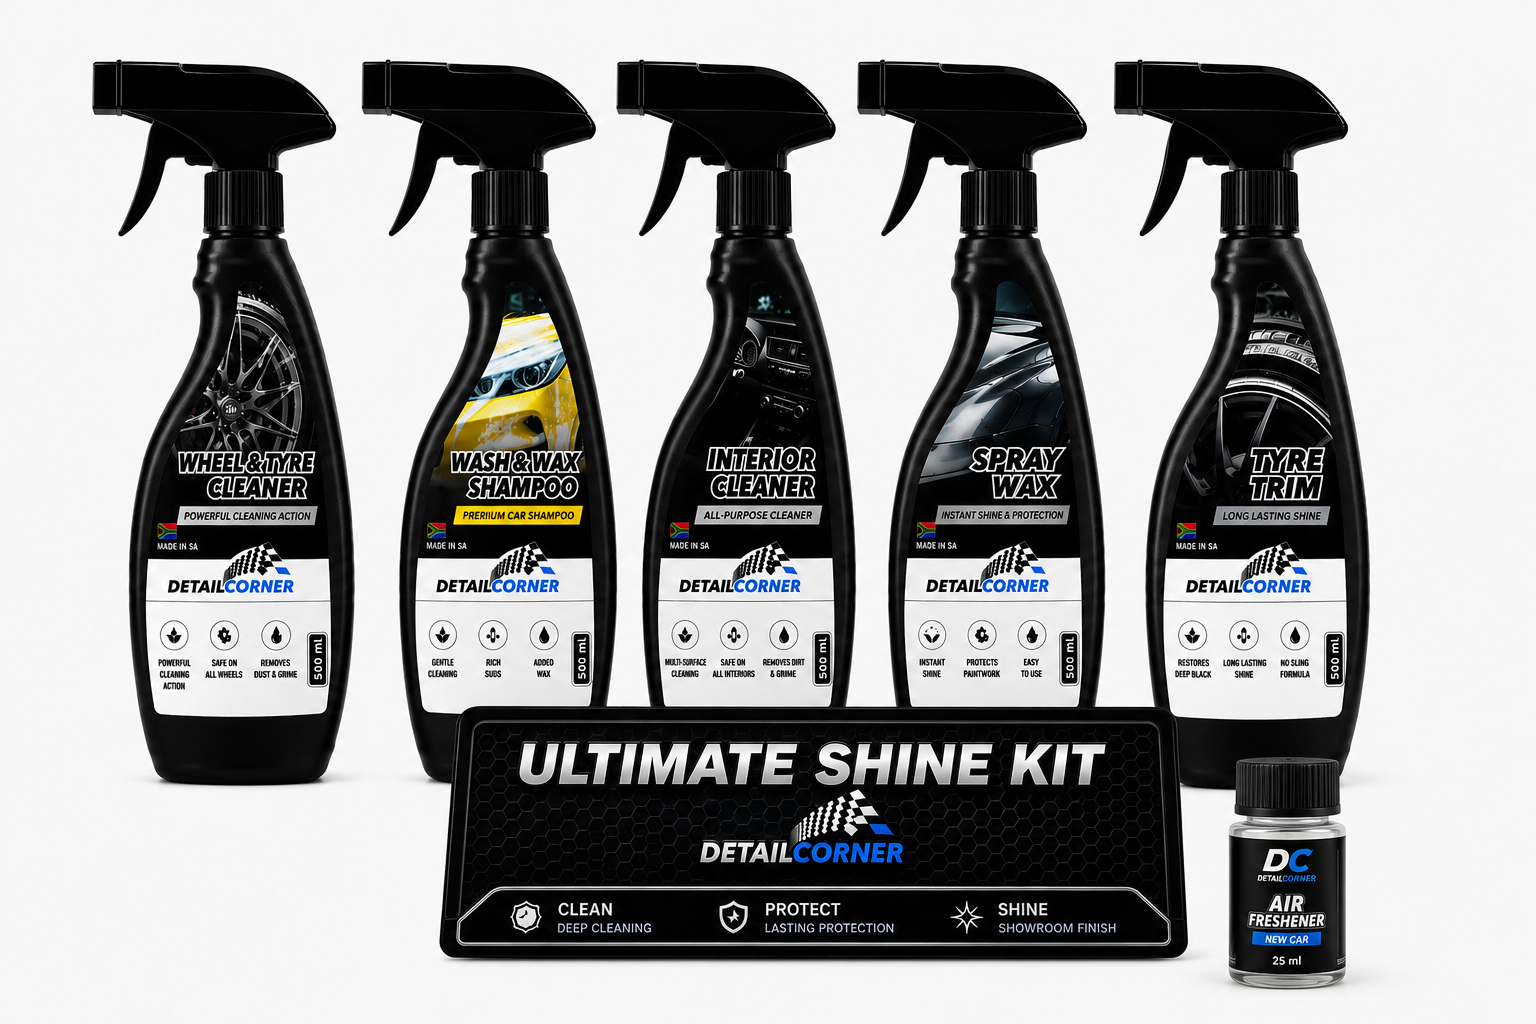 WHEEL & TYRE
CLEANER
POWERFUL CLEANING ACTION
MADE IN SA
DETAILCORNER
POWERFUL
CLEANING
ACTION
SAFE ON
ALL WHEELS
REMOVES
DUST & GRIME
500 ml
WASH & WAX
SHAMPOO
PREMIUM CAR SHAMPOO
MADE IN SA
DETAILCORNER
GENTLE
CLEANING
RICH
SUDS
ADDED
WAX
500 ml
INTERIOR
CLEANER
ALL-PURPOSE CLEANER
MADE IN SA
DETAILCORNER
MULTI-SURFACE
CLEANING
SAFE ON
ALL INTERIORS
REMOVES DIRT
& GRIME
500 ml
SPRAY
WAX
INSTANT SHINE & PROTECTION
MADE IN SA
DETAILCORNER
INSTANT
SHINE
PROTECTS
PAINTWORK
EASY
TO USE
500 ml
TYRE
TRIM
LONG LASTING SHINE
MADE IN SA
DETAILCORNER
RESTORES
DEEP BLACK
LONG LASTING
SHINE
NO SLING
FORMULA
500 ml
ULTIMATE SHINE KIT
DETAILCORNER
CLEAN
DEEP CLEANING
PROTECT
LASTING PROTECTION
SHINE
SHOWROOM FINISH
DC
DETAILCORNER
AIR
FRESHENER
NEW CAR
25 ml